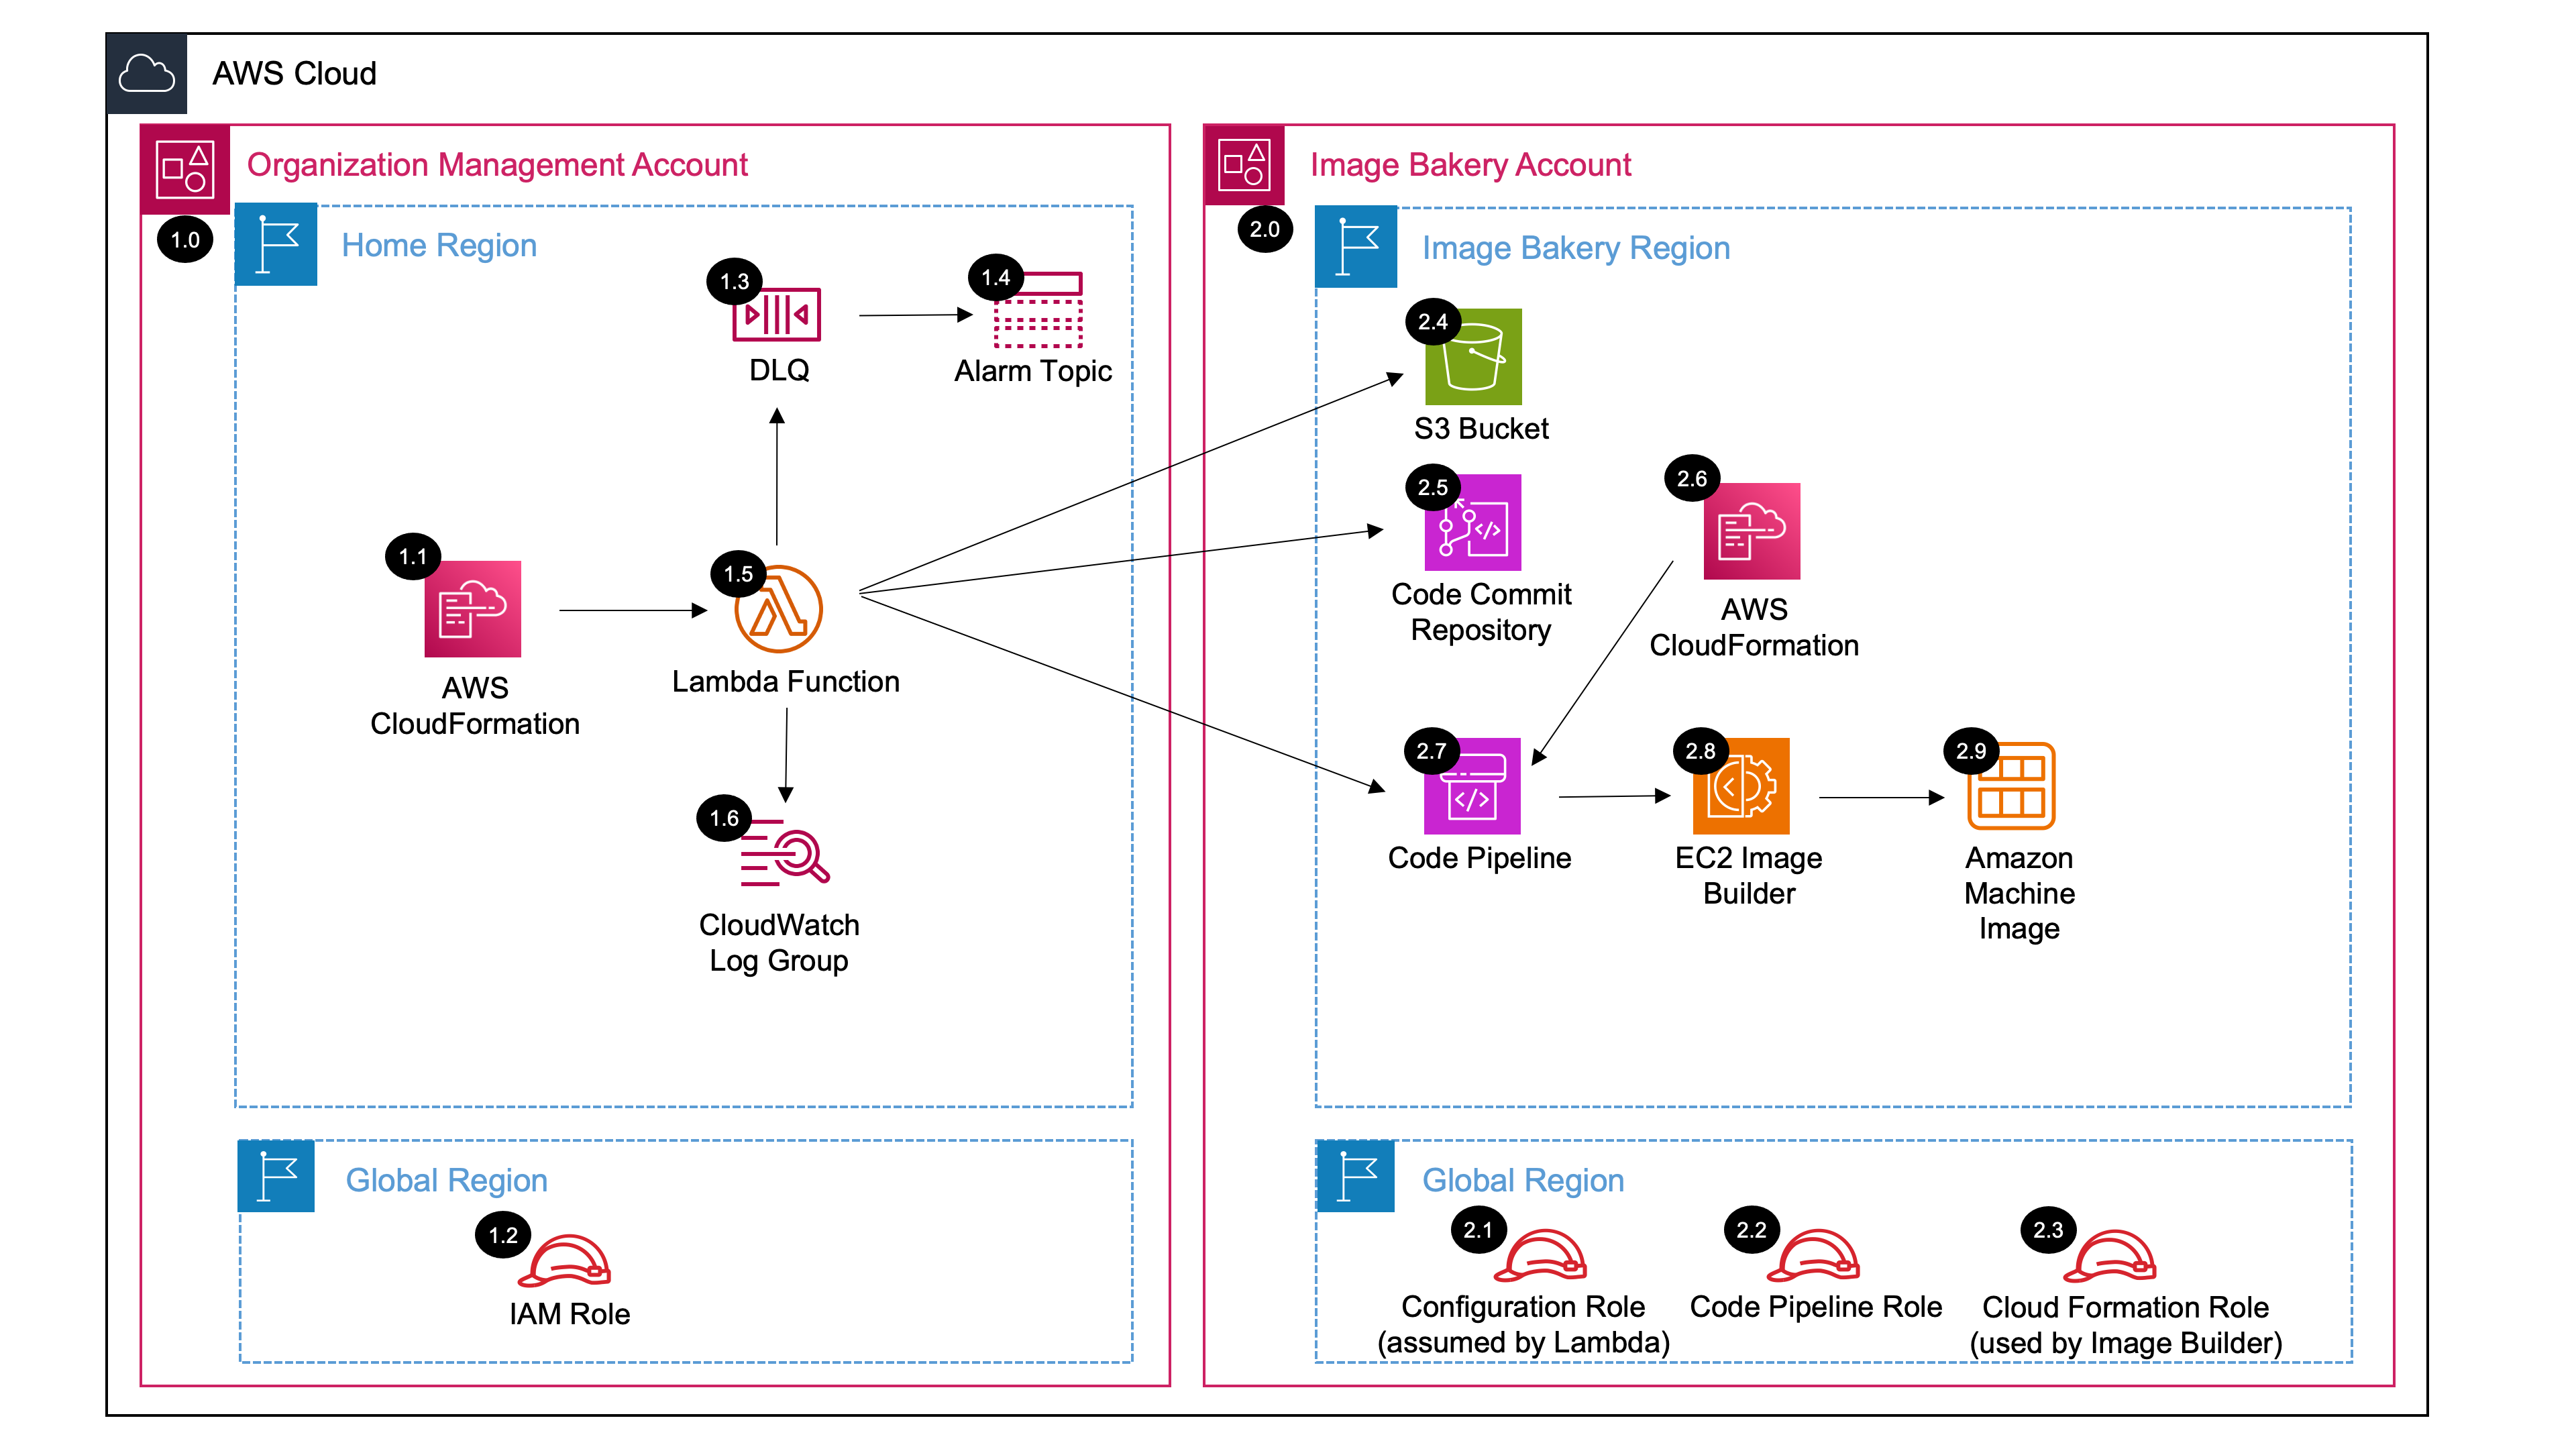 AWS Cloud
Organization Management Account
1.0
Home Region
1.3
DLQ
1.4
Alarm Topic
1.1
AWS
CloudFormation
1.5
Lambda Function
1.6
CloudWatch
Log Group
Global Region
1.2
IAM Role
Image Bakery Account
2.0
Image Bakery Region
2.4
S3 Bucket
2.5
Code Commit
Repository
2.6
AWS
CloudFormation
2.7
Code Pipeline
2.8
EC2 Image
Builder
2.9
Amazon
Machine
Image
Global Region
2.1
Configuration Role
(assumed by Lambda)
2.2
Code Pipeline Role
2.3
Cloud Formation Role
(used by Image Builder)